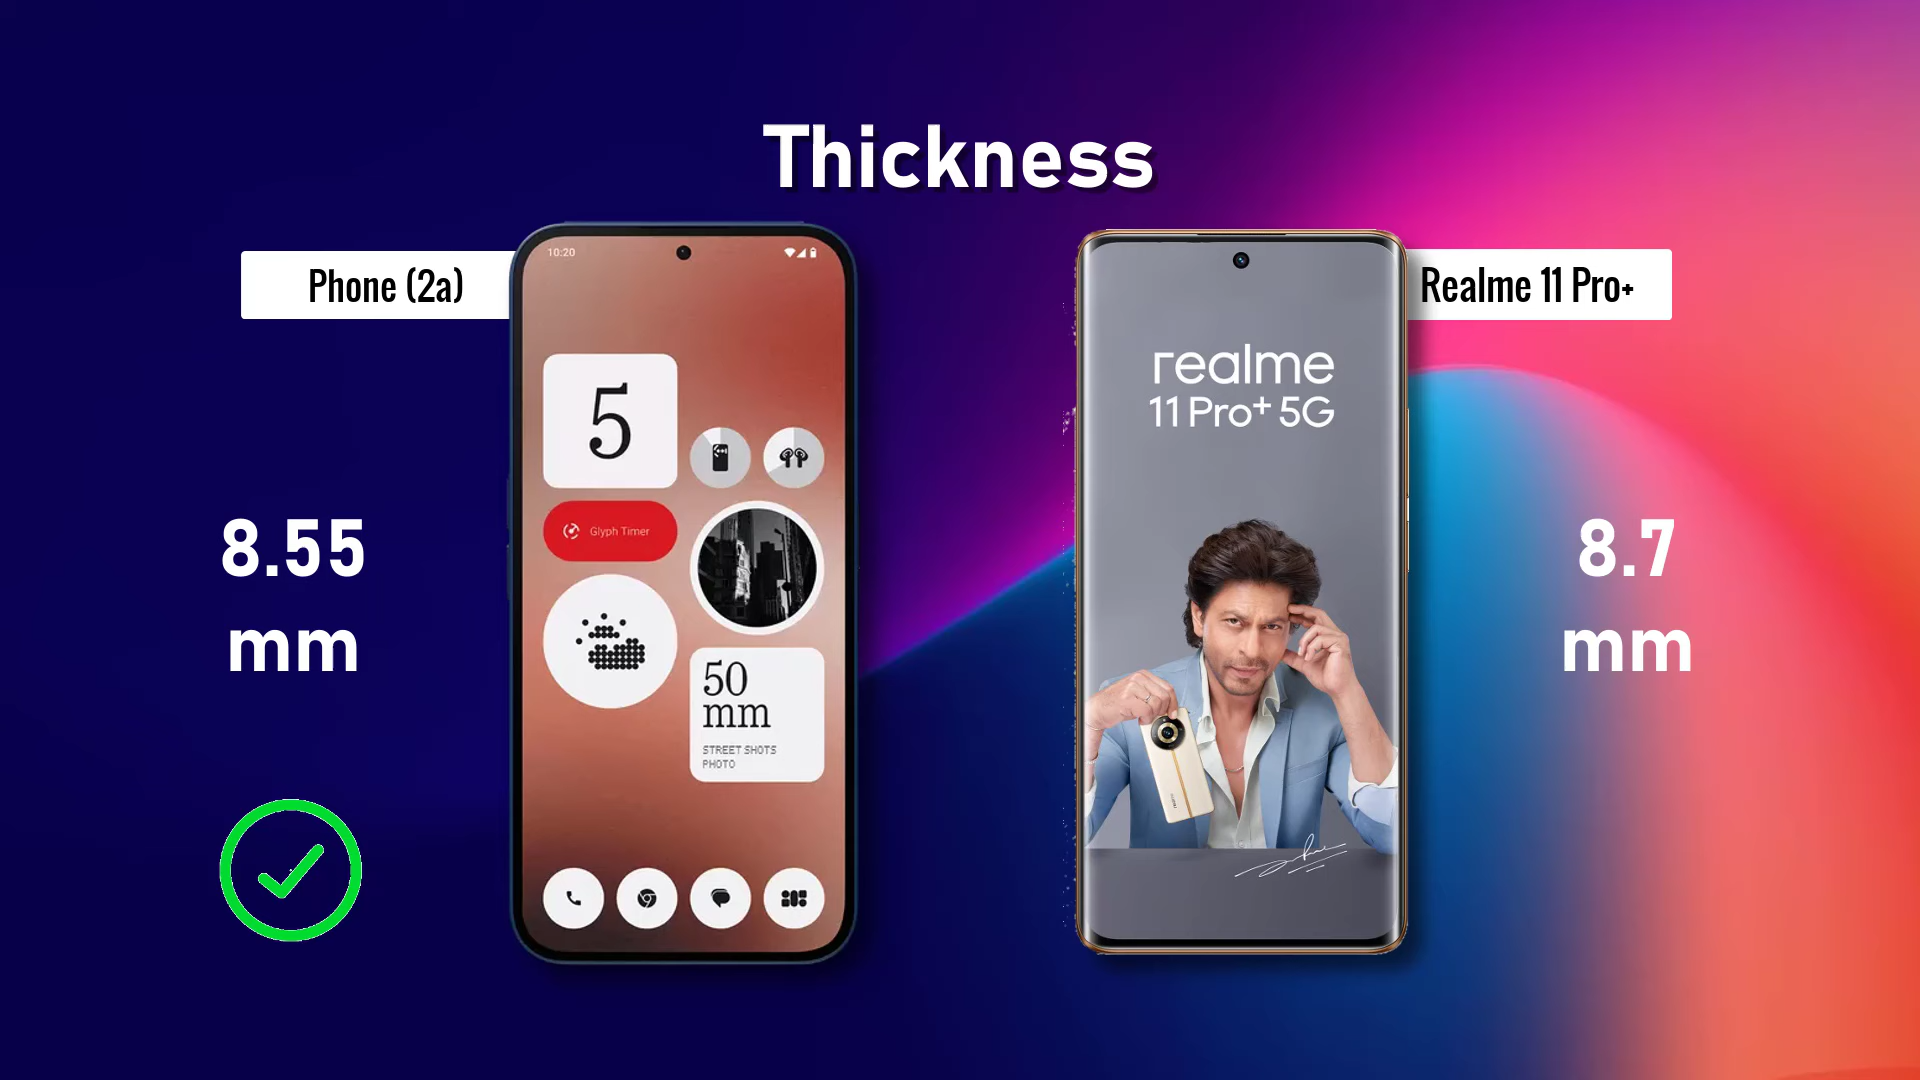 Thickness
Phone (2a)
8.55
mm
10:20
5
Glyph Timer
50
mm
STREET SHOTS
PHOTO
Realme 11 Pro+
realme
11 Pro+ 5G
8.7
mm